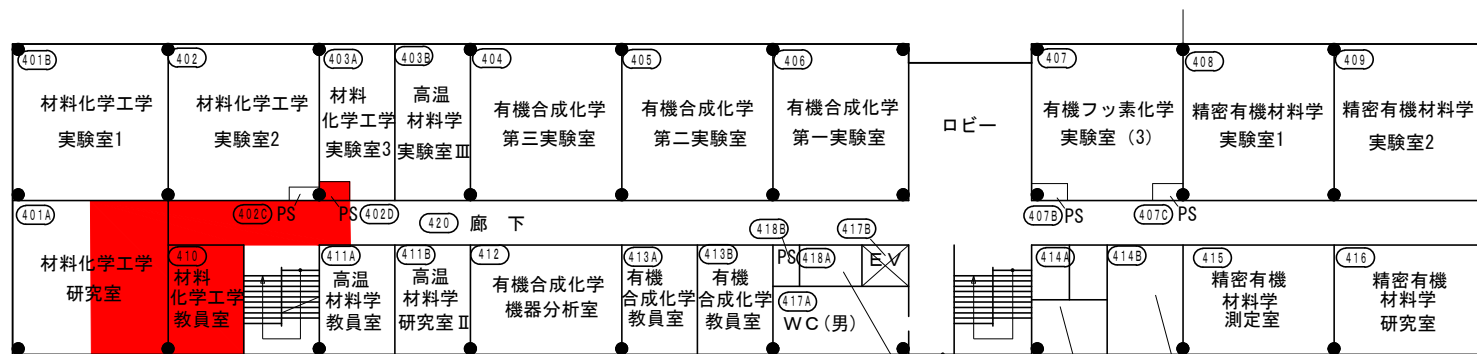 401B
材料化学工学
実験室1
402
材料化学工学
実験室2
403A
材料
化学工学
実験室3
403B
高温
材料学
実験室Ⅲ
404
有機合成化学
第三実験室
405
有機合成化学
第二実験室
406
有機合成化学
第一実験室
ロビー
407
有機フッ素化学
実験室(3)
408
精密有機材料学
実験室1
409
精密有機材料学
実験室2
402C PS
PS 402D
420 廊 下
407B PS
407C PS
401A
材料化学工学
研究室
410
材料
化学工学
教員室
411A
高温
材料学
教員室
411B
高温
材料学
研究室Ⅱ
412
有機合成化学
機器分析室
413A
有機
合成化学
教員室
413B
有機
合成化学
教員室
418B
PS
418A
417B
EV
417A
WC(男)
414A
414B
415
精密有機
材料学
測定室
416
精密有機
材料学
研究室